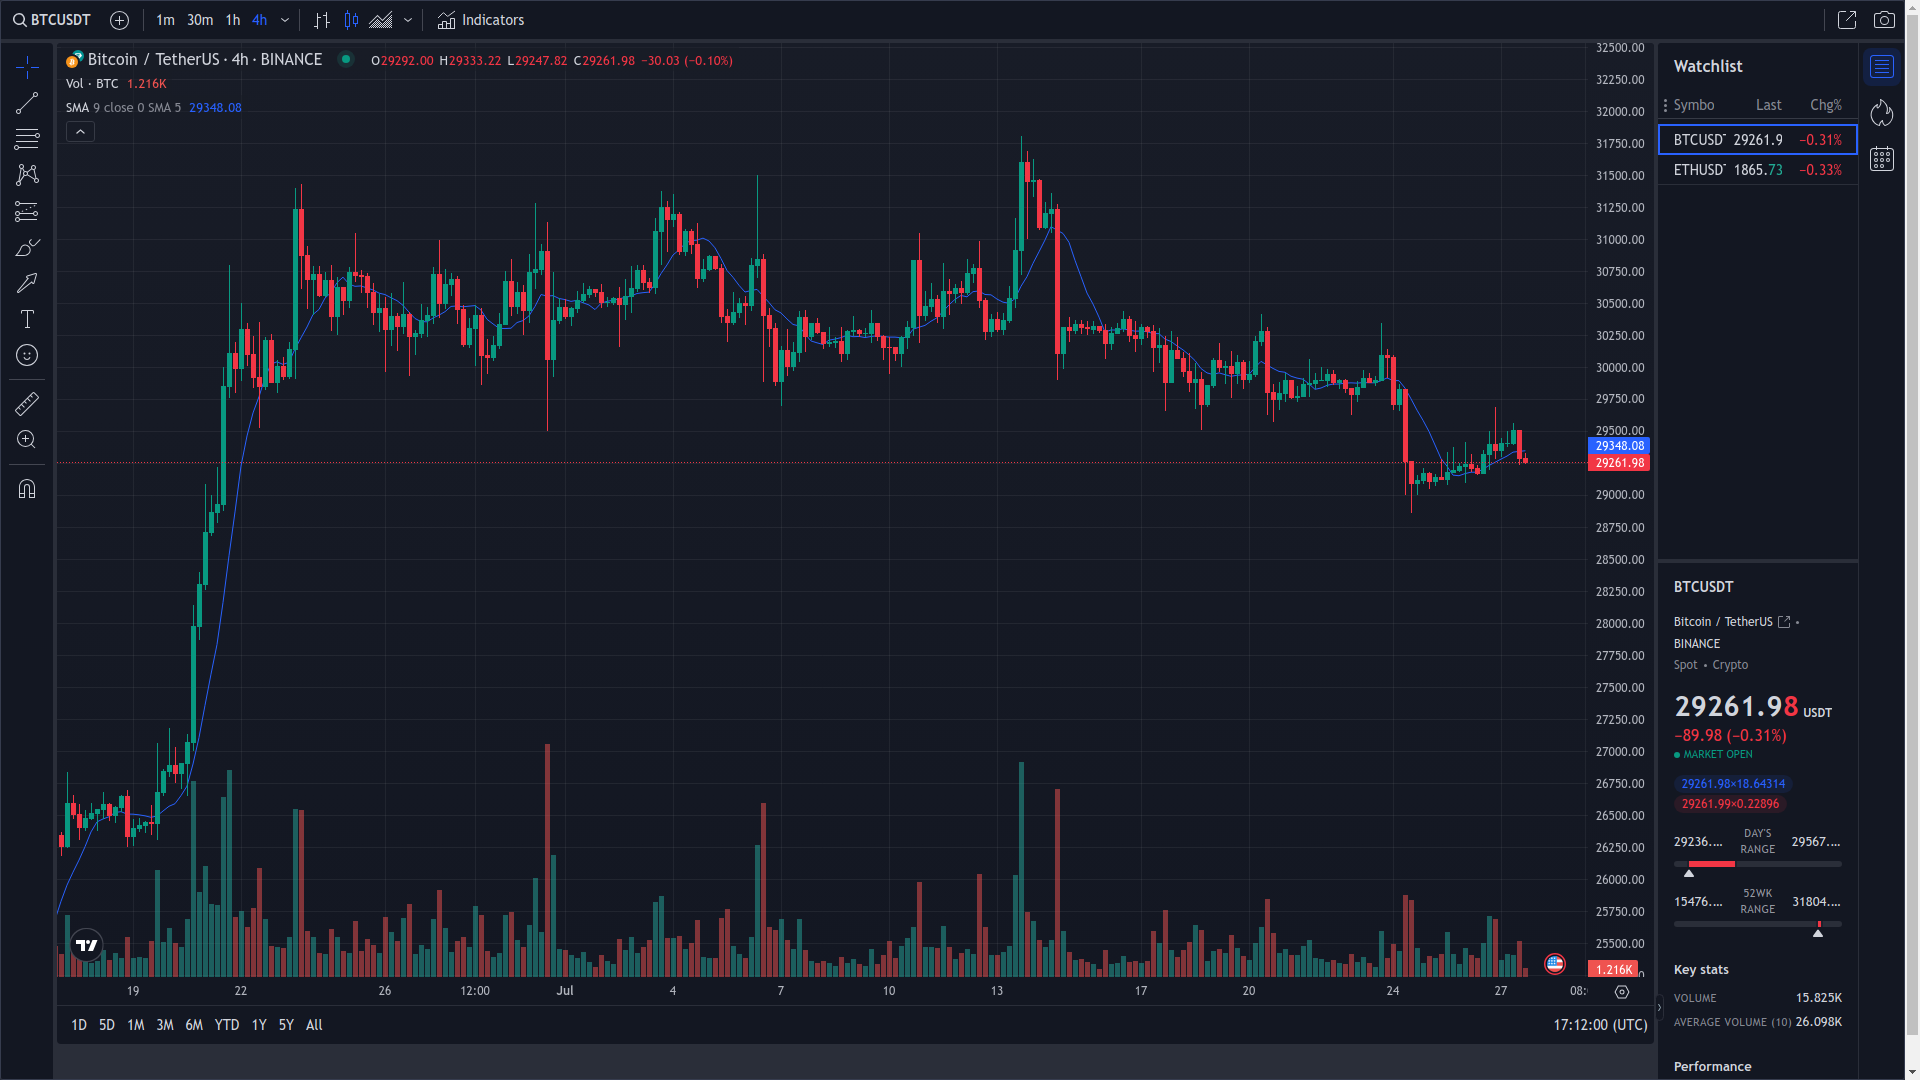 BTCUSDT
1m 30m 1h 4h
Indicators
Bitcoin / TetherUS · 4h · BINANCE
O29292.00 H29333.22 L29247.82 C29261.98 −30.03 (−0.10%)
Vol · BTC 1.216K
SMA 9 close 0 SMA 5 29348.08
32500.00
32250.00
32000.00
31750.00
31500.00
31250.00
31000.00
30750.00
30500.00
30250.00
30000.00
29750.00
29500.00
29348.08
29261.98
29000.00
28750.00
28500.00
28250.00
28000.00
27750.00
27500.00
27250.00
27000.00
26750.00
26500.00
26250.00
26000.00
25750.00
25500.00
1.216K
19 22 26 12:00 Jul 4 7 10 13 17 20 24 27 08:
1D 5D 1M 3M 6M YTD 1Y 5Y All
17:12:00 (UTC)
Watchlist
Symbo Last Chg%
BTCUSDT 29261.9 −0.31%
ETHUSDT 1865.73 −0.33%
BTCUSDT
Bitcoin / TetherUS •
BINANCE
Spot • Crypto
29261.98 USDT
−89.98 (−0.31%)
MARKET OPEN
29261.98×18.64314
29261.99×0.22896
29236.... DAY'S RANGE 29567....
15476.... 52WK RANGE 31804....
Key stats
VOLUME 15.825K
AVERAGE VOLUME (10) 26.098K
Performance